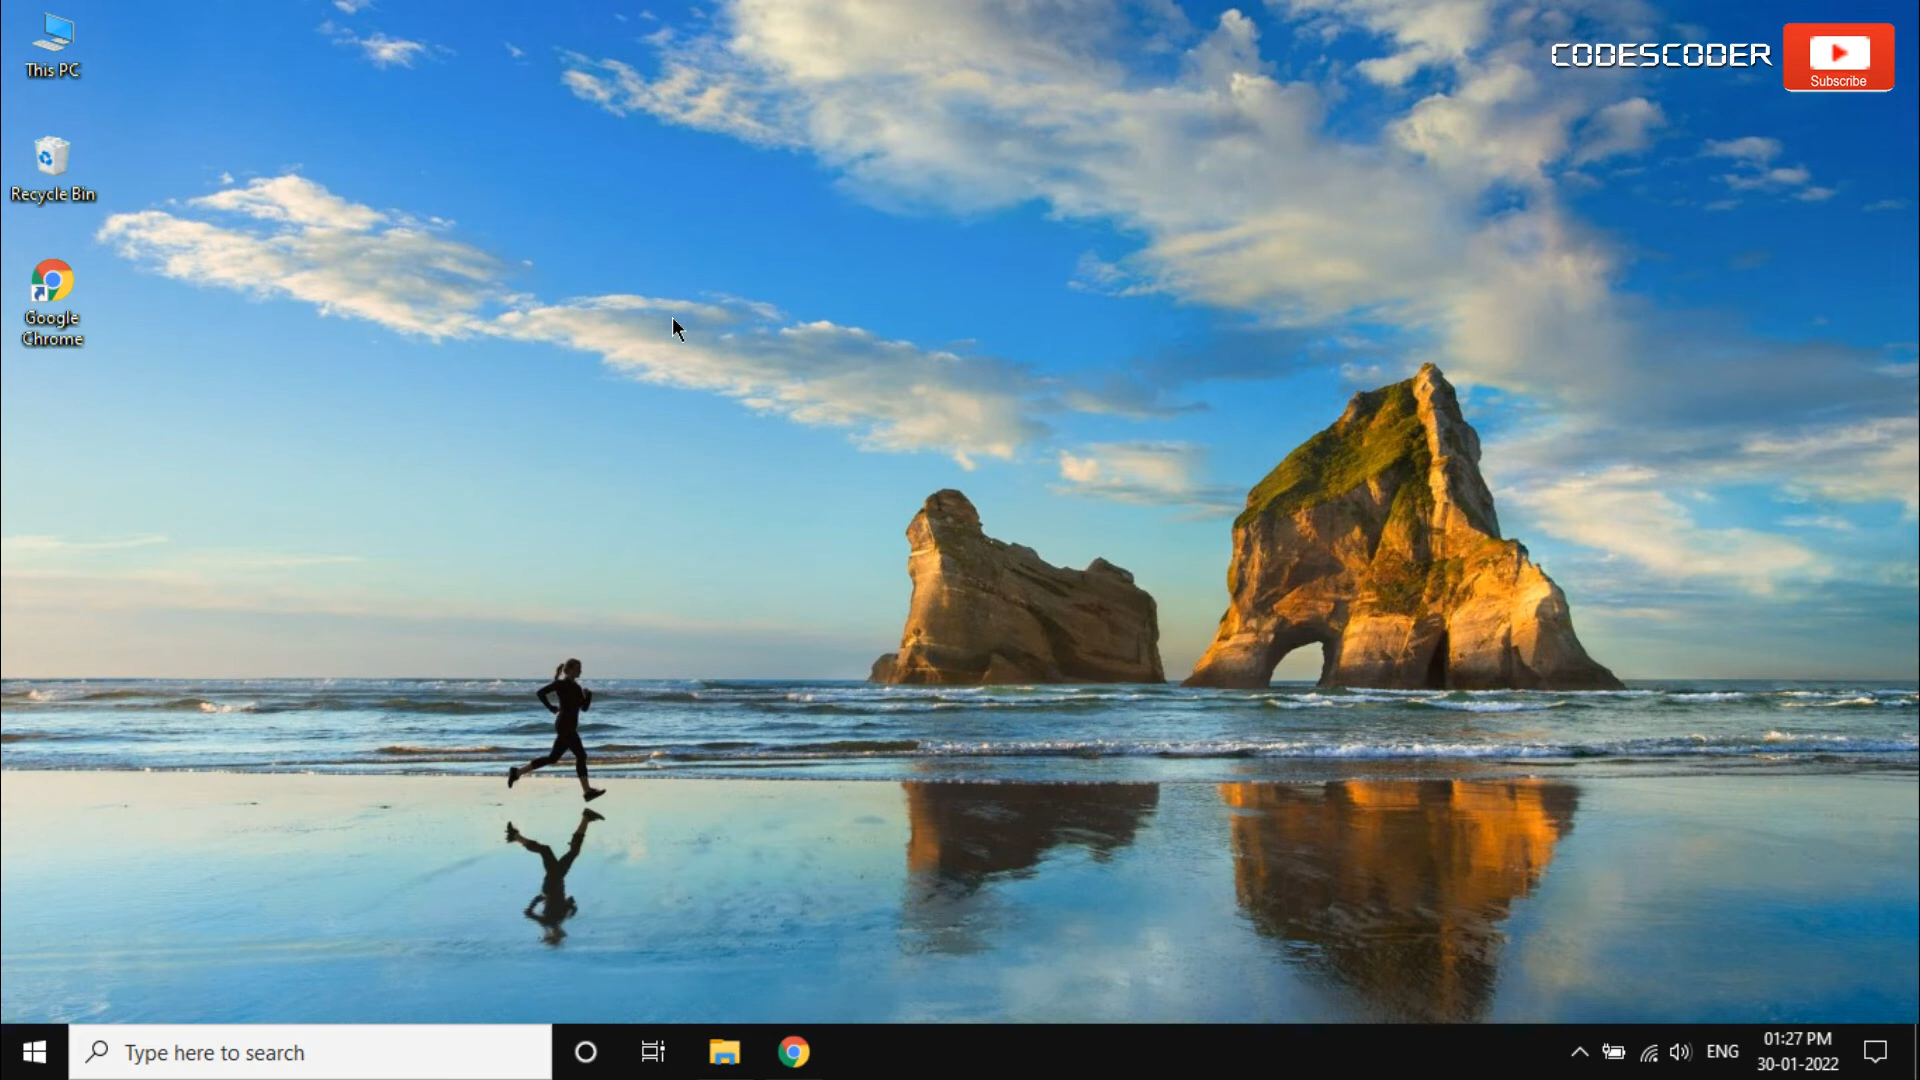 This PC
Recycle Bin
Google
Chrome
CODESCODER
Subscribe
Type here to search
ENG
01:27 PM
30-01-2022